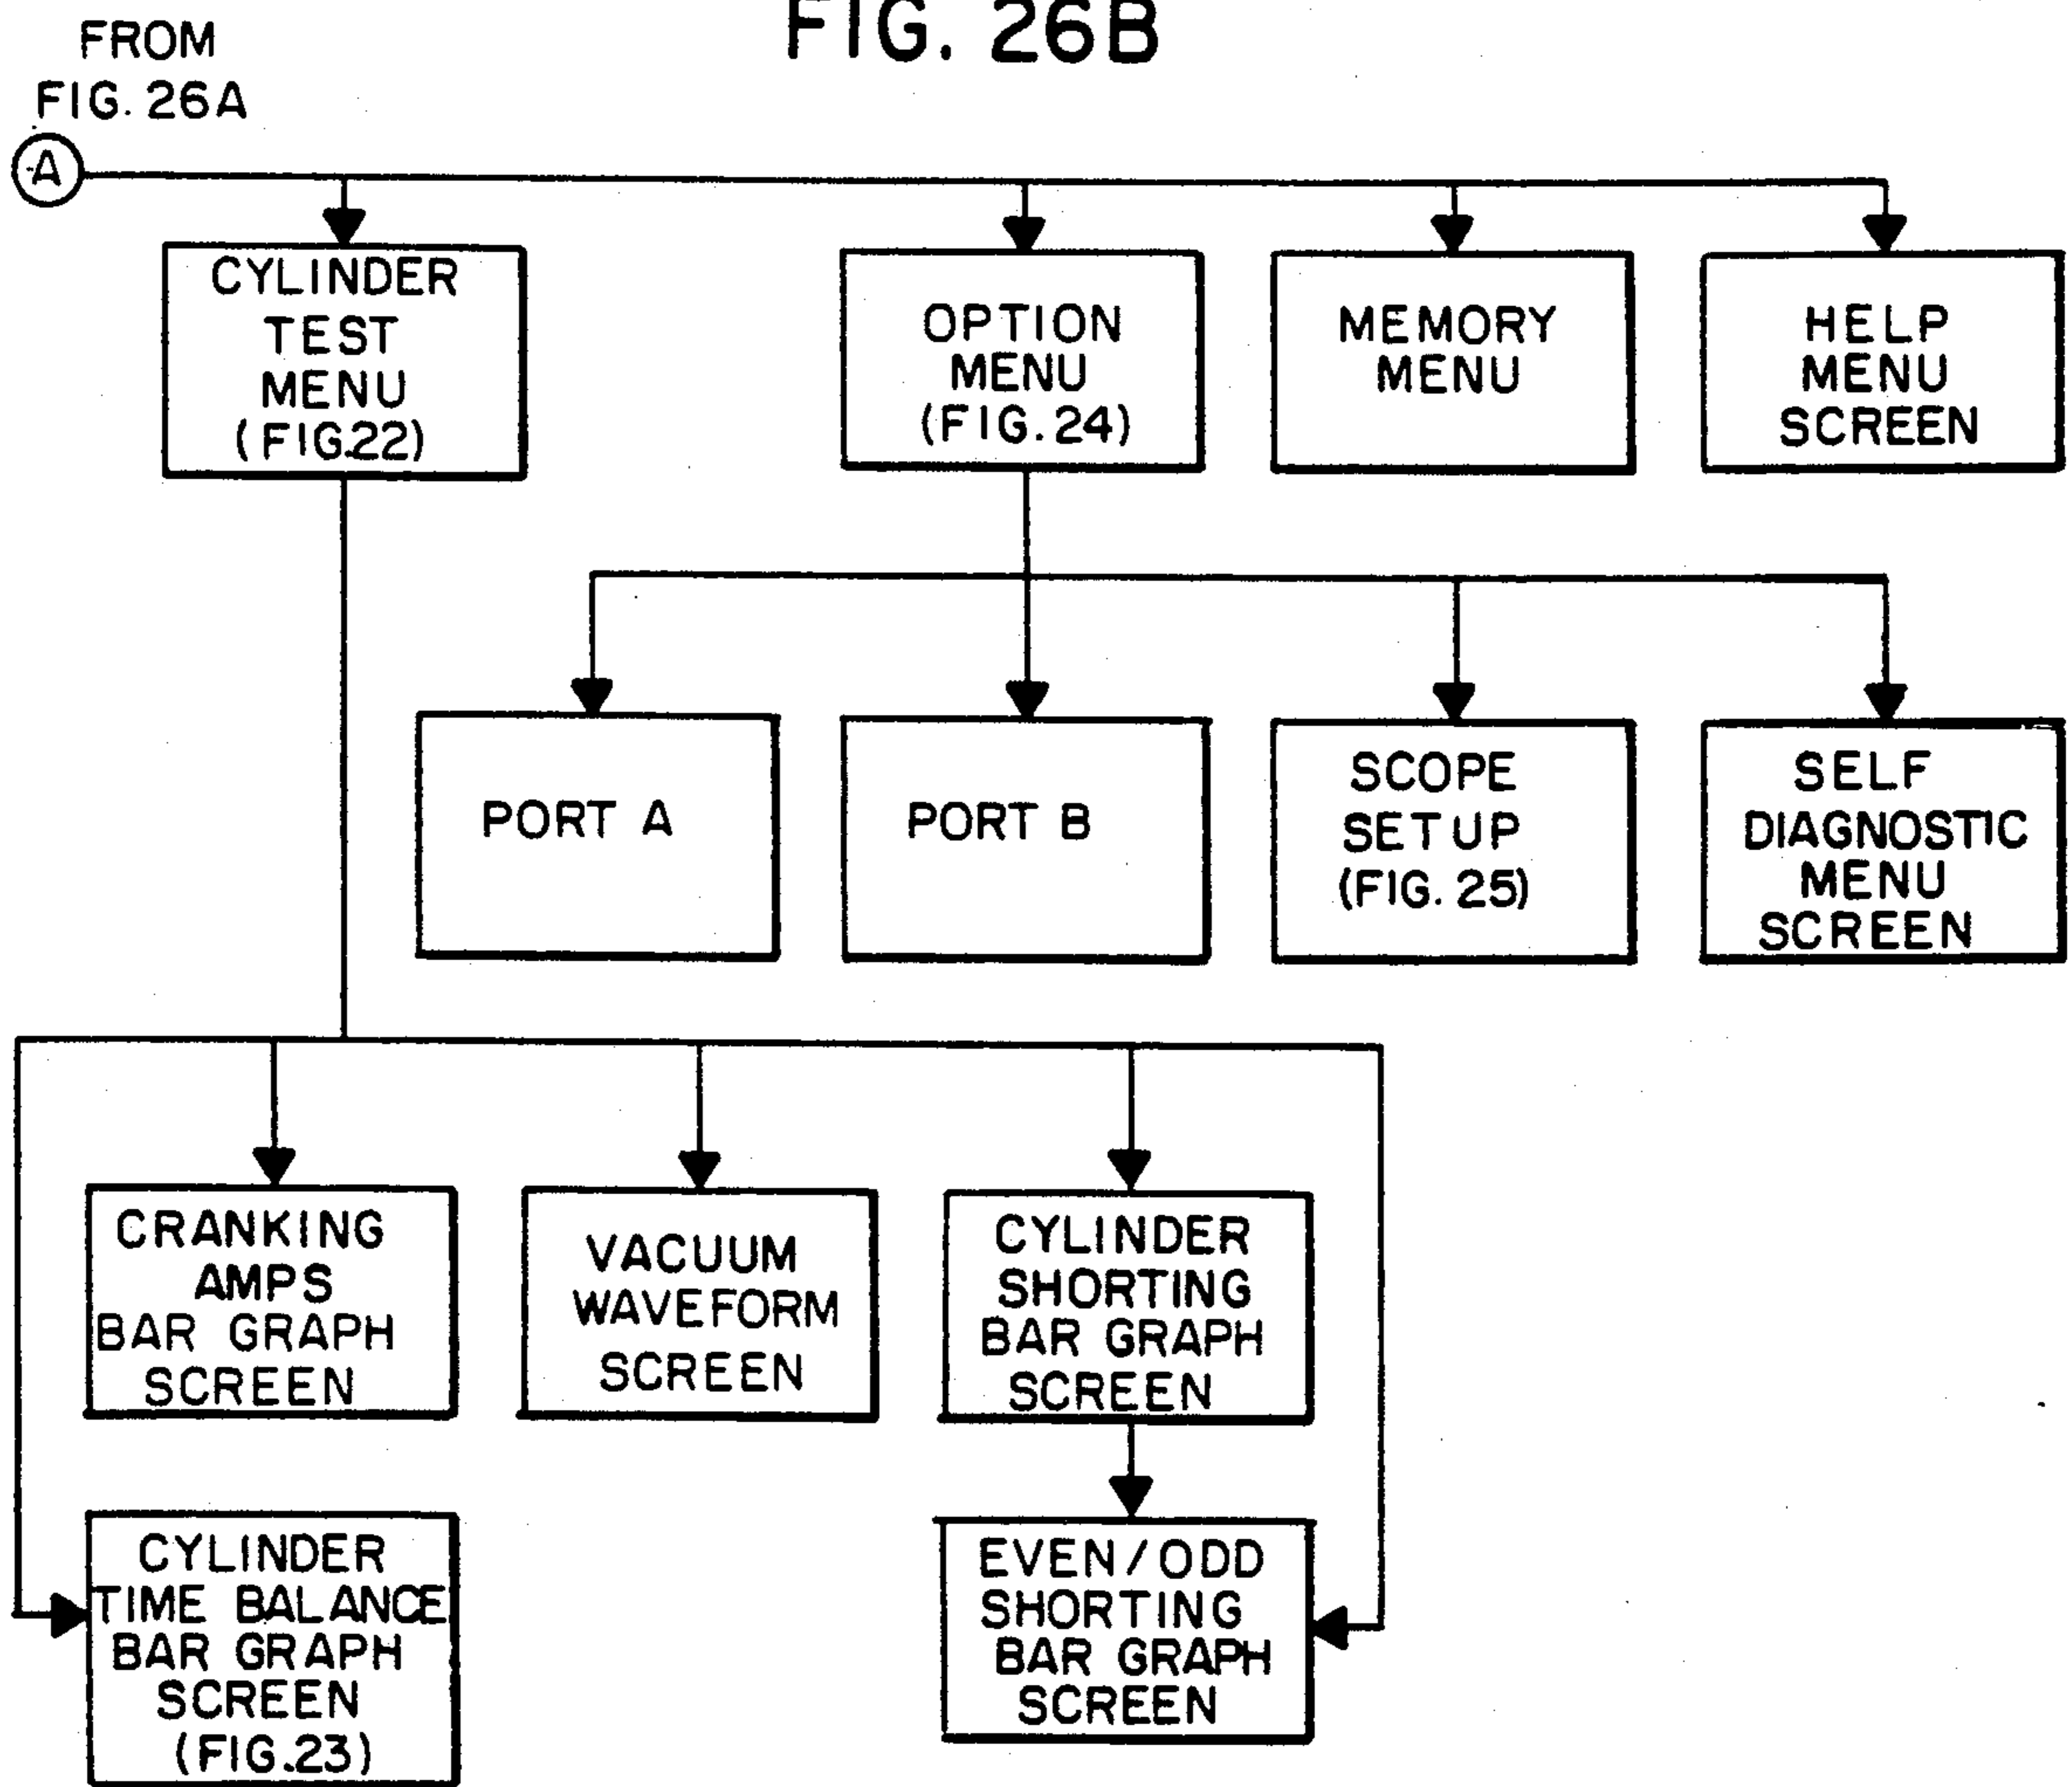 FIG. 26B
FROM
FIG. 26A
A
CYLINDER
TEST
MENU
(FIG.22)
OPTION
MENU
(FIG. 24)
MEMORY
MENU
HELP
MENU
SCREEN
PORT A
PORT B
SCOPE
SETUP
(FIG. 25)
SELF
DIAGNOSTIC
MENU
SCREEN
CRANKING
AMPS
BAR GRAPH
SCREEN
VACUUM
WAVEFORM
SCREEN
CYLINDER
SHORTING
BAR GRAPH
SCREEN
CYLINDER
TIME BALANCE
BAR GRAPH
SCREEN
(FIG.23)
EVEN/ODD
SHORTING
BAR GRAPH
SCREEN